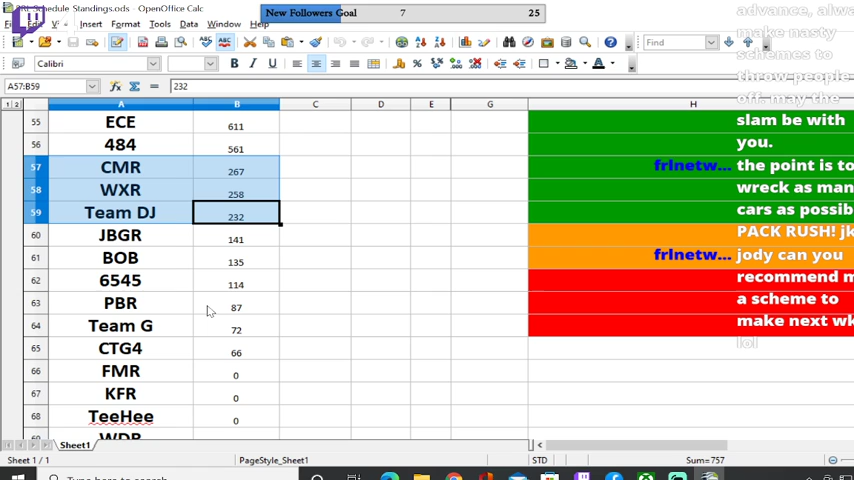 SRL Schedule Standings.ods - OpenOffice Calc
New Followers Goal 7 25
Edit Insert Format Tools Data Window
Find
Calibri
A57:B59 232
1 2 A B C D E G H
55 ECE 611
56 484 561
57 CMR 267
58 WXR 258
59 Team DJ 232
60 JBGR 141
61 BOB 135
62 6545 114
63 PBR 87
64 Team G 72
65 CTG4 66
66 FMR 0
67 KFR 0
68 TeeHee 0
WDR
advance, alwa
make nasty
schemes to
throw people
off. may the
slam be with
you.
frlnetw... the point is to
wreck as man
cars as possib
PACK RUSH! jk
frlnetw... jody can you
recommend m
a scheme to
make next wk
lol
Sheet1
Sheet 1 / 1 PageStyle_Sheet1 STD Sum=757
Type here to search